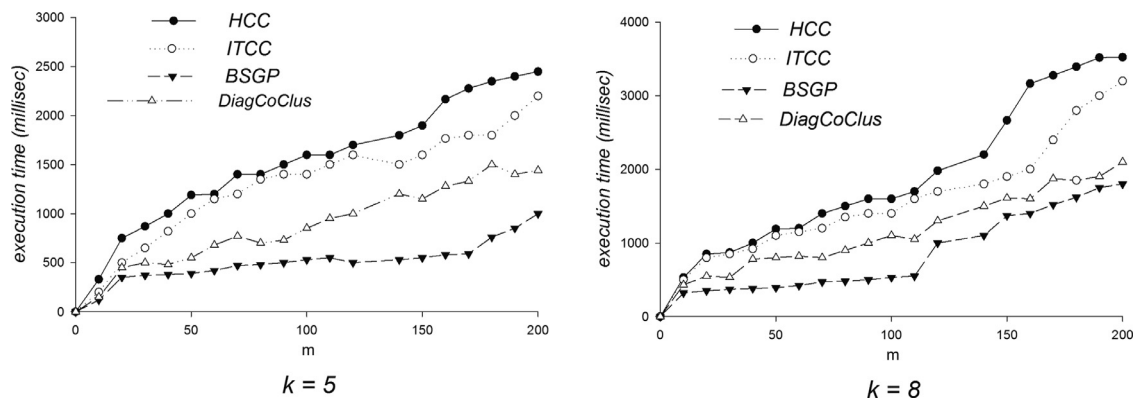 HCC
ITCC
BSGP
DiagCoClus
execution time (millisec)
3000
2500
2000
1500
1000
500
0
0 50 100 150 200
m
k = 5
HCC
ITCC
BSGP
DiagCoClus
execution time (millisec)
4000
3000
2000
1000
0
0 50 100 150 200
m
k = 8